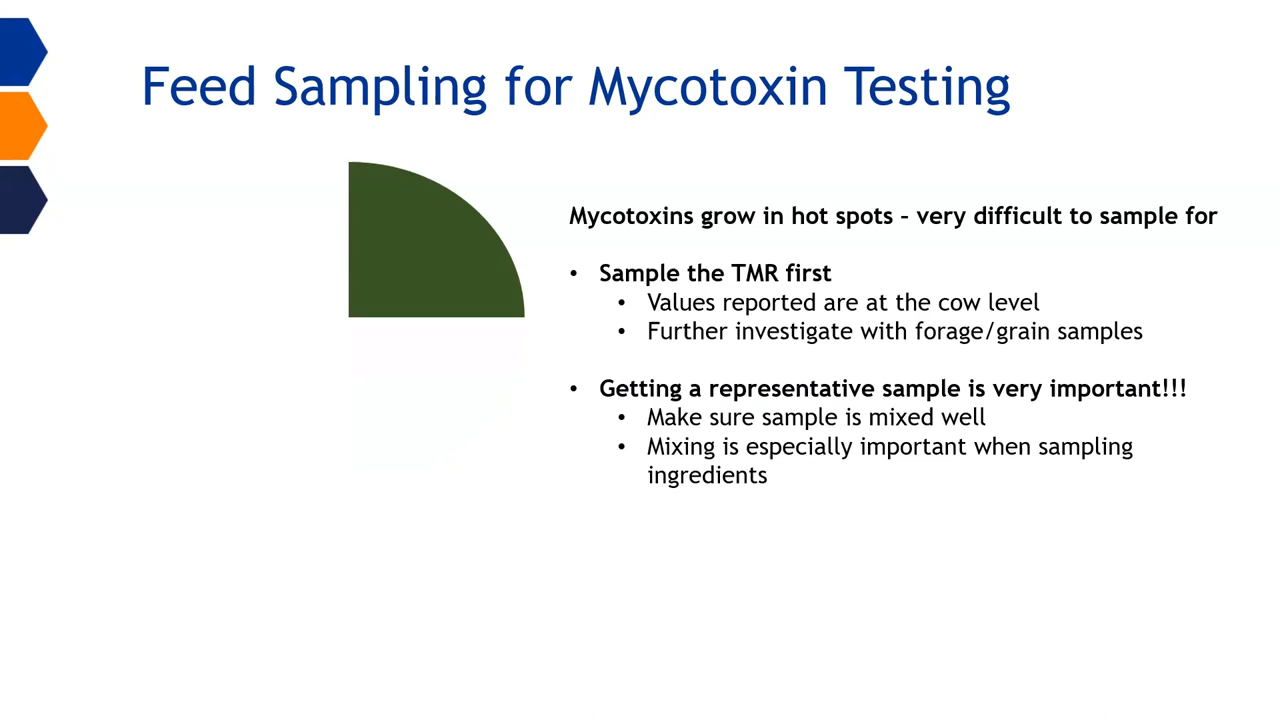 Feed Sampling for Mycotoxin Testing
Mycotoxins grow in hot spots – very difficult to sample for
• Sample the TMR first
• Values reported are at the cow level
• Further investigate with forage/grain samples
• Getting a representative sample is very important!!!
• Make sure sample is mixed well
• Mixing is especially important when sampling
ingredients